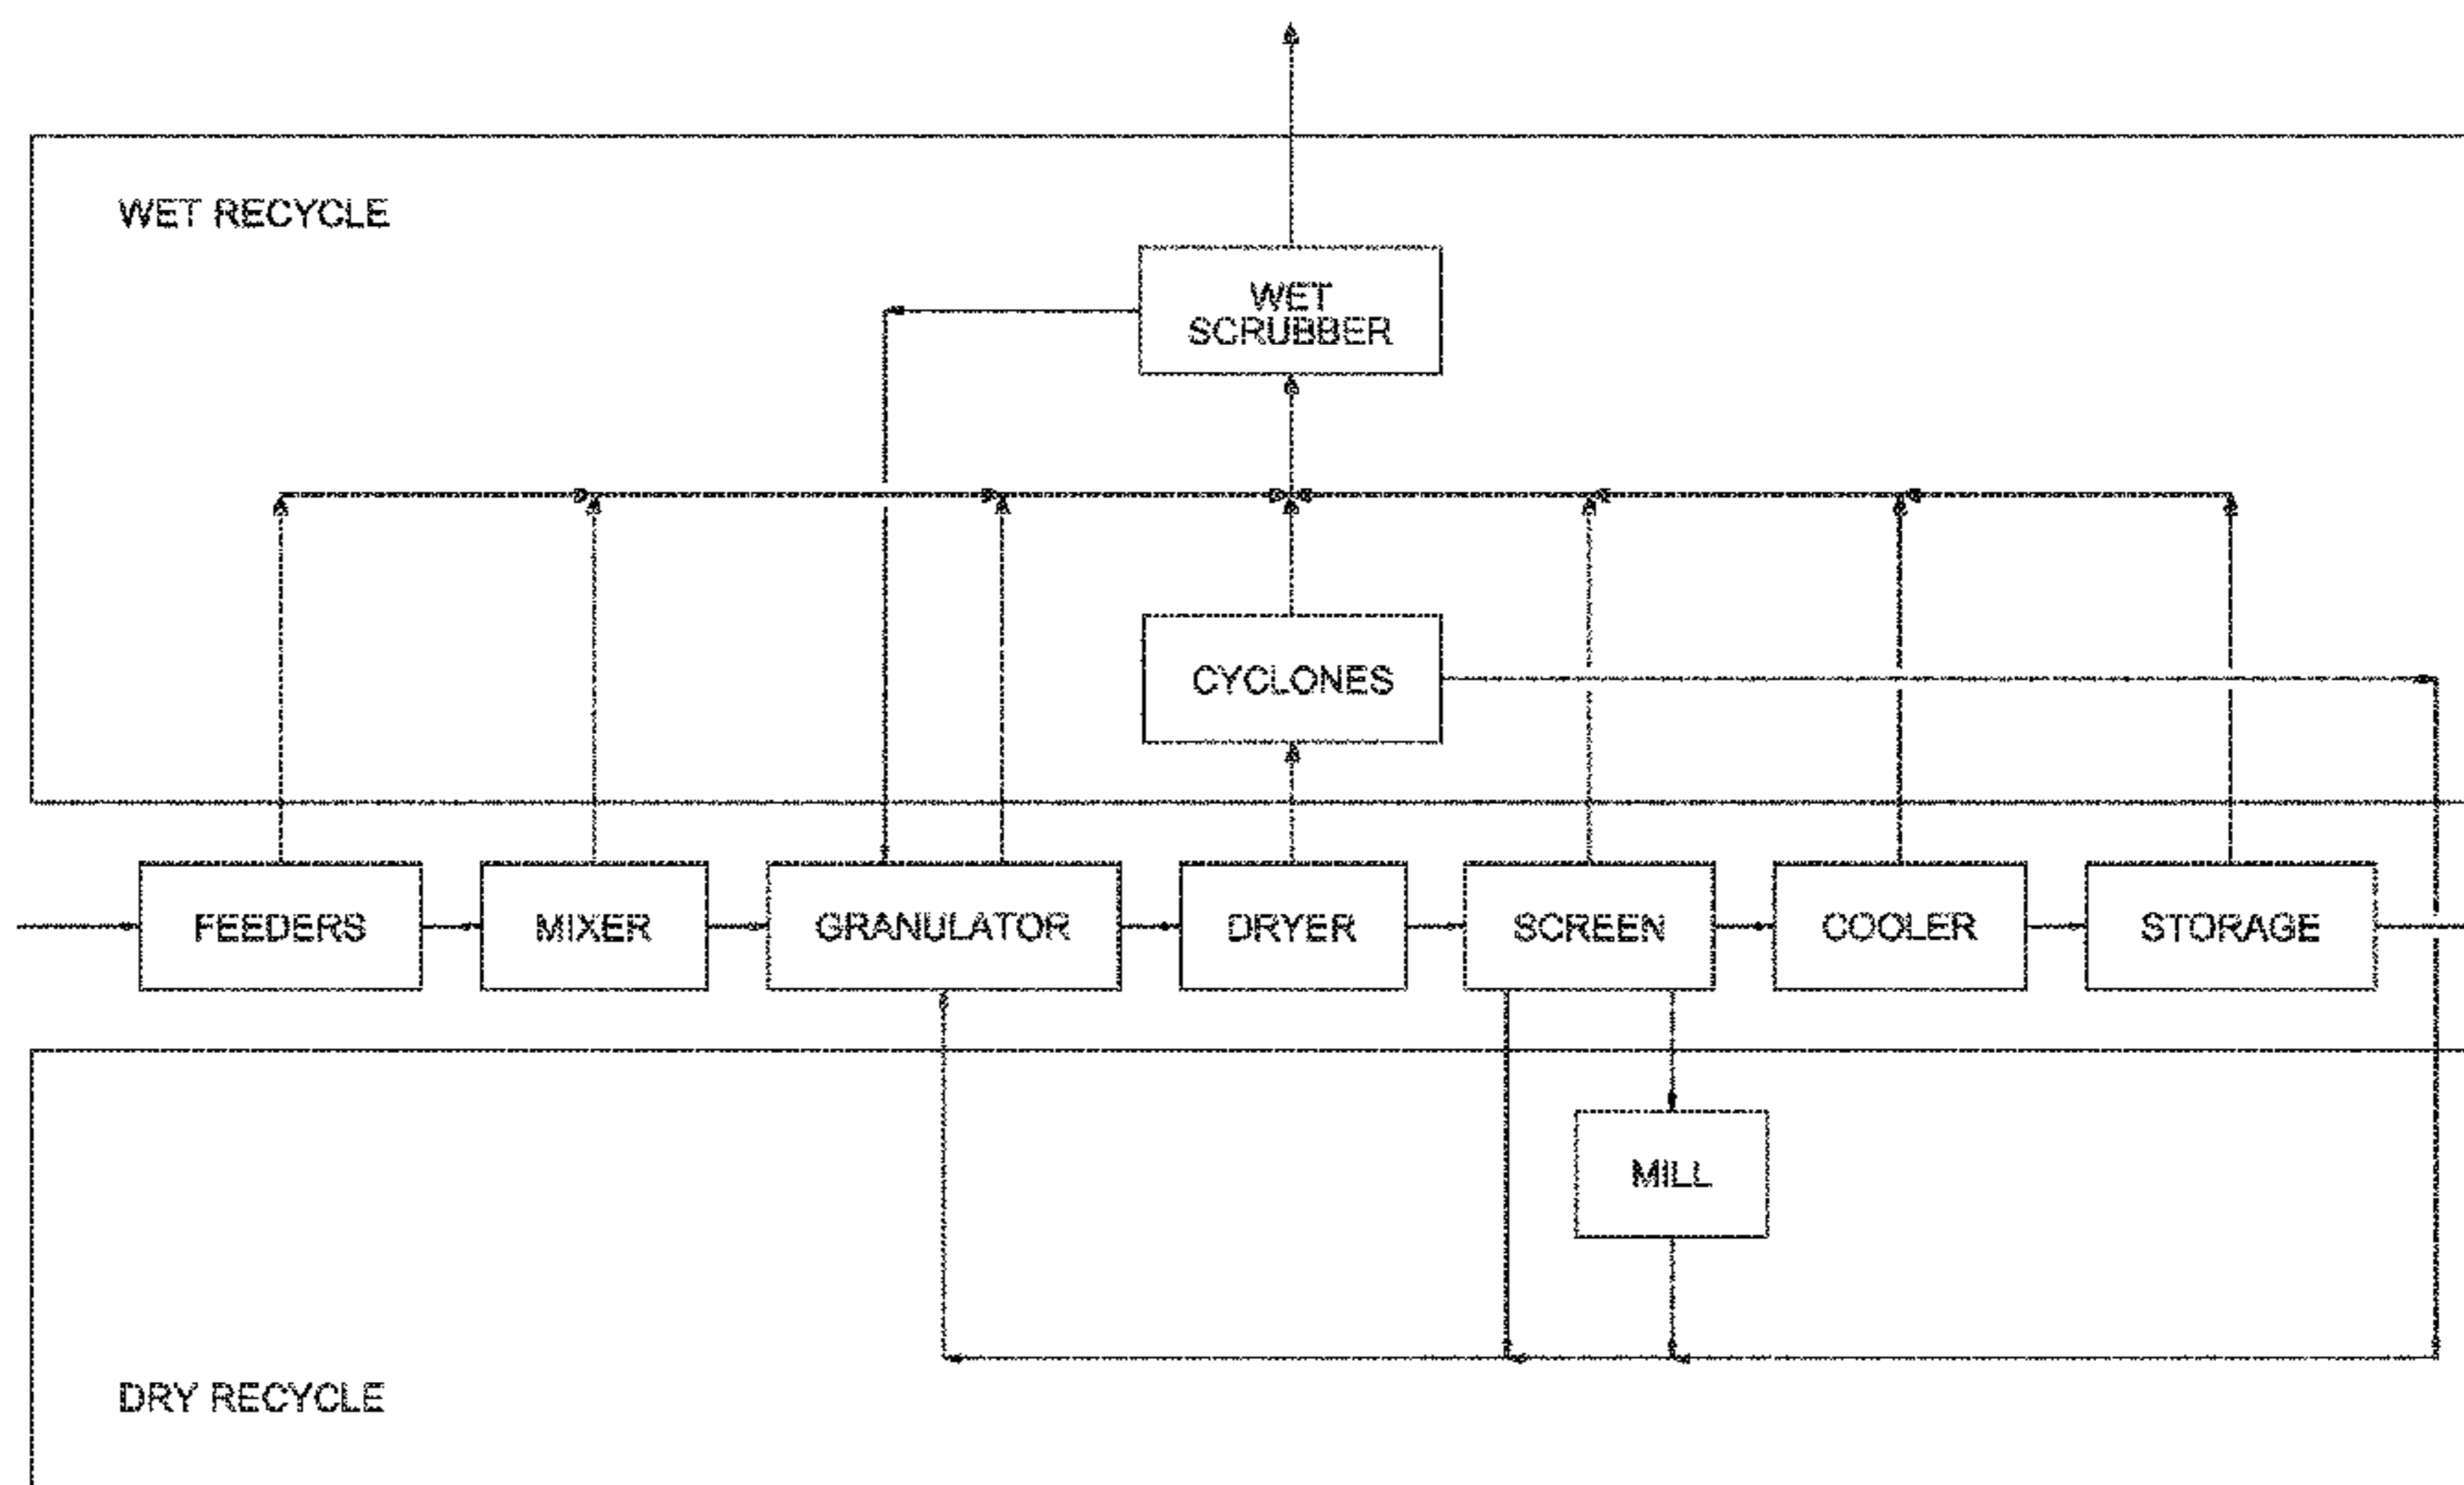 WET RECYCLE
WET
SCRUBBER
CYCLONES
FEEDERS
MIXER
GRANULATOR
DRYER
SCREEN
COOLER
STORAGE
MILL
DRY RECYCLE